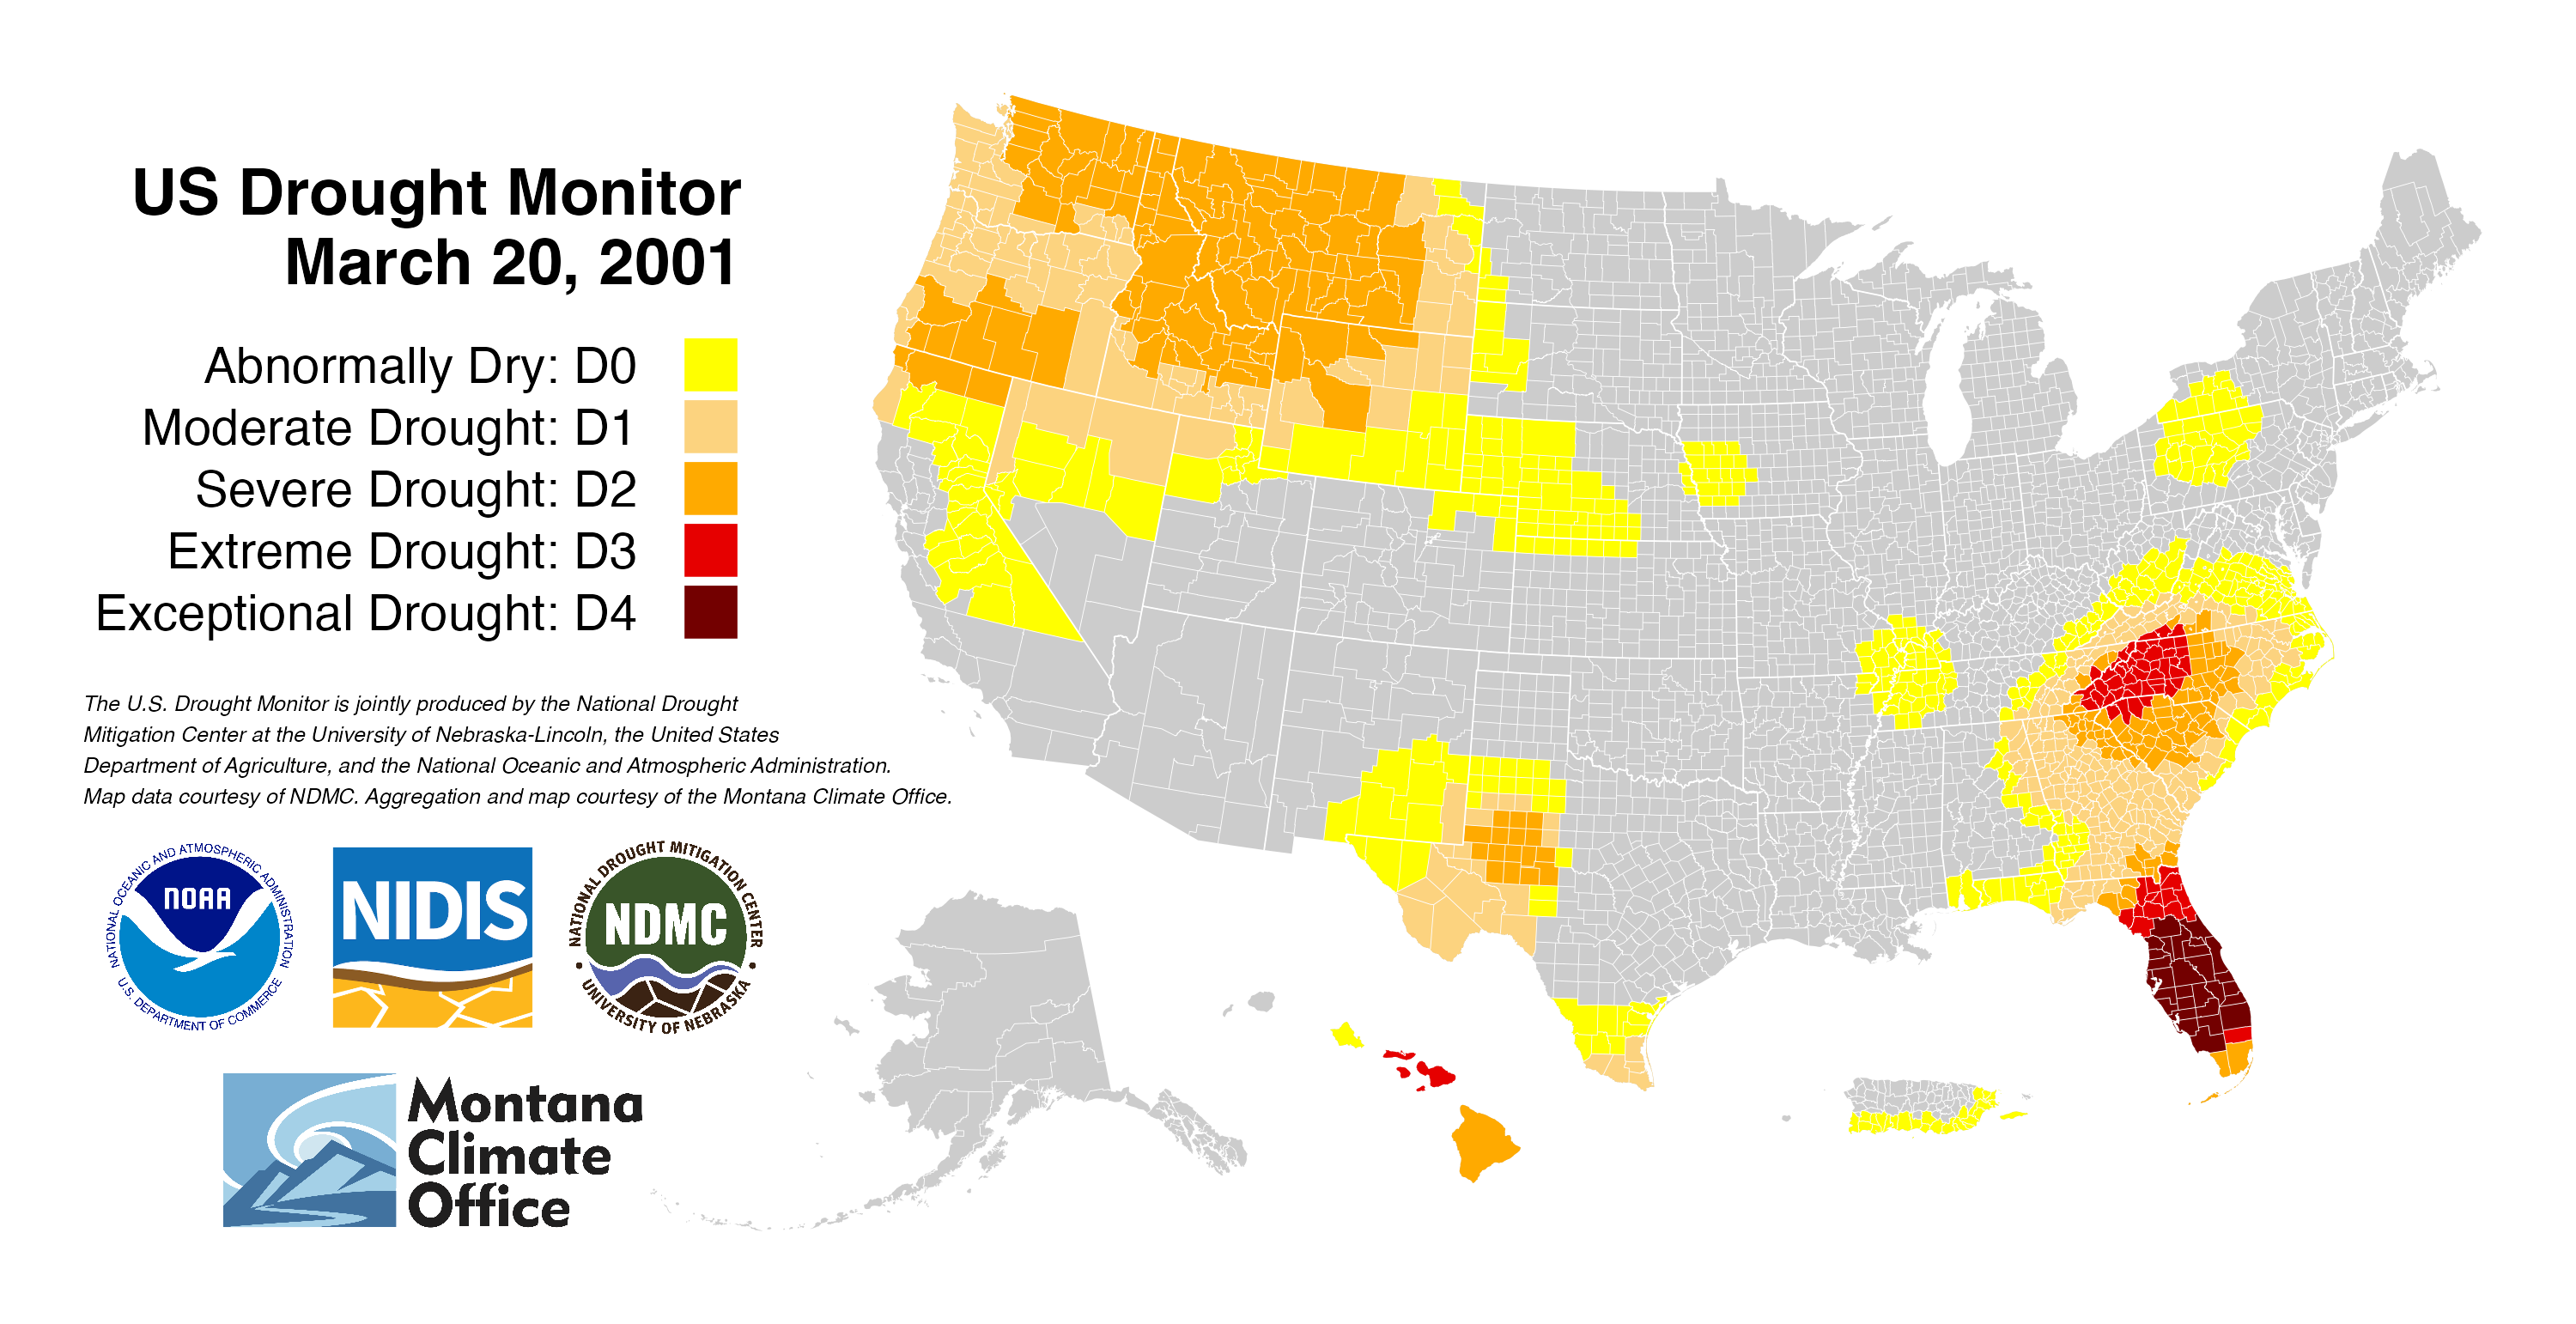 US Drought Monitor
March 20, 2001
Abnormally Dry: D0
Moderate Drought: D1
Severe Drought: D2
Extreme Drought: D3
Exceptional Drought: D4
The U.S. Drought Monitor is jointly produced by the National Drought
Mitigation Center at the University of Nebraska-Lincoln, the United States
Department of Agriculture, and the National Oceanic and Atmospheric Administration.
Map data courtesy of NDMC. Aggregation and map courtesy of the Montana Climate Office.
NATIONAL OCEANIC AND ATMOSPHERIC ADMINISTRATION
NOAA
U.S. DEPARTMENT OF COMMERCE
NIDIS
NATIONAL DROUGHT MITIGATION CENTER
NDMC
UNIVERSITY OF NEBRASKA
Montana
Climate
Office